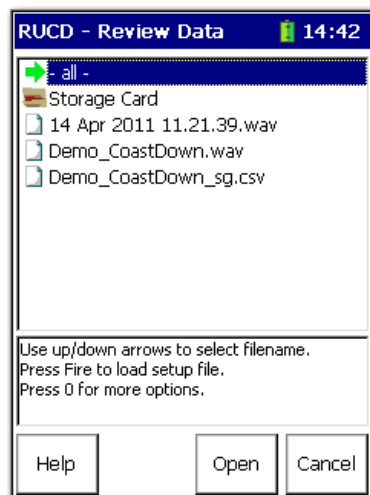 RUCD - Review Data 14:42
- all -
Storage Card
14 Apr 2011 11.21.39.wav
Demo_CoastDown.wav
Demo_CoastDown_sg.csv
Use up/down arrows to select filename.
Press Fire to load setup file.
Press 0 for more options.
Help Open Cancel